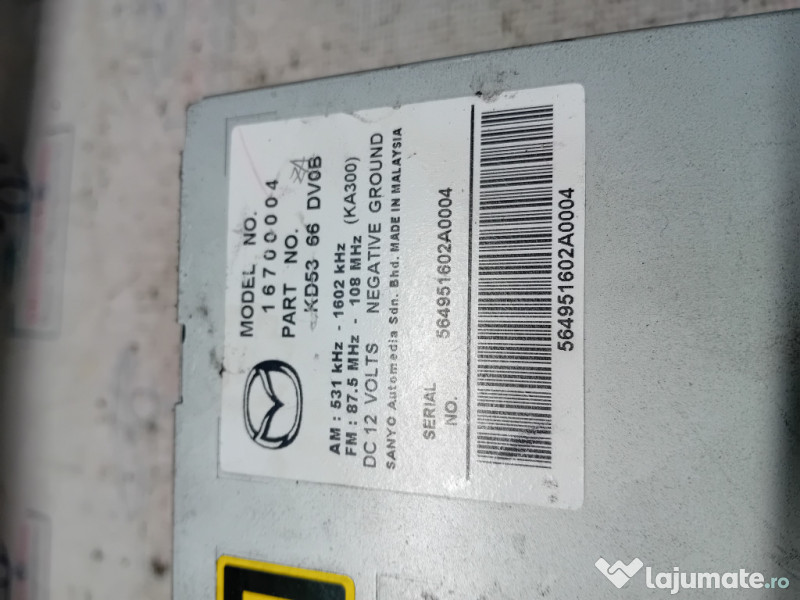 MODEL NO.
16700004
PART NO.
KD53 66 DV0B
AM : 531 kHz - 1602 kHz
FM : 87.5 MHz - 108 MHz (KA300)
DC 12 VOLTS NEGATIVE GROUND
SANYO Automedia Sdn. Bhd. MADE IN MALAYSIA
SERIAL NO. 564951602A0004
564951602A0004
lajumate.ro